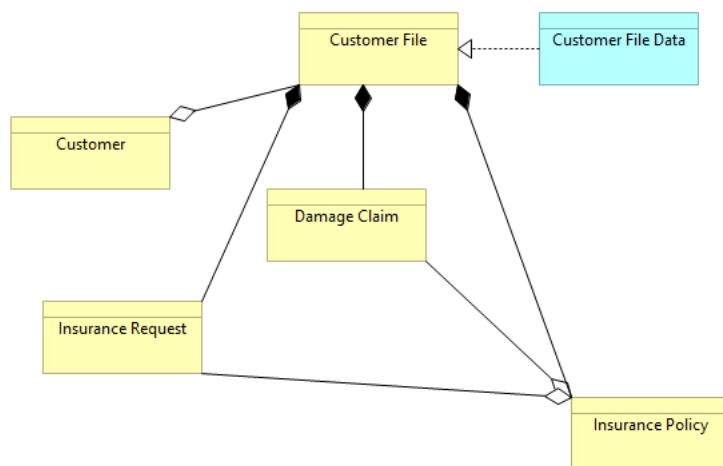 Customer File
Customer File Data
Customer
Damage Claim
Insurance Request
Insurance Policy